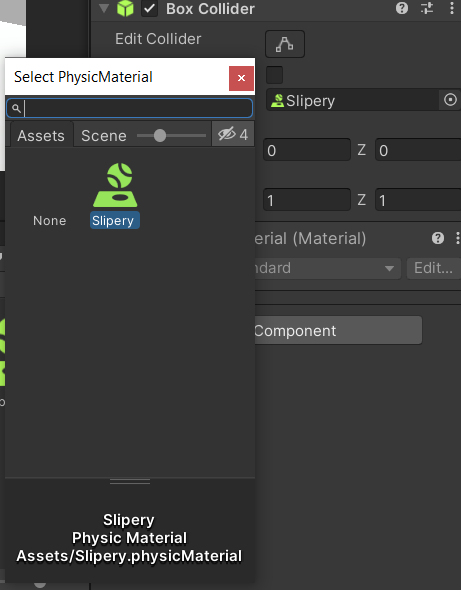 Box Collider
Edit Collider
Select PhysicMaterial
Slipery
Assets Scene 4
0 Z 0
None Slipery
1 Z 1
erial (Material)
ndard Edit...
Component
Slipery
Physic Material
Assets/Slipery.physicMaterial